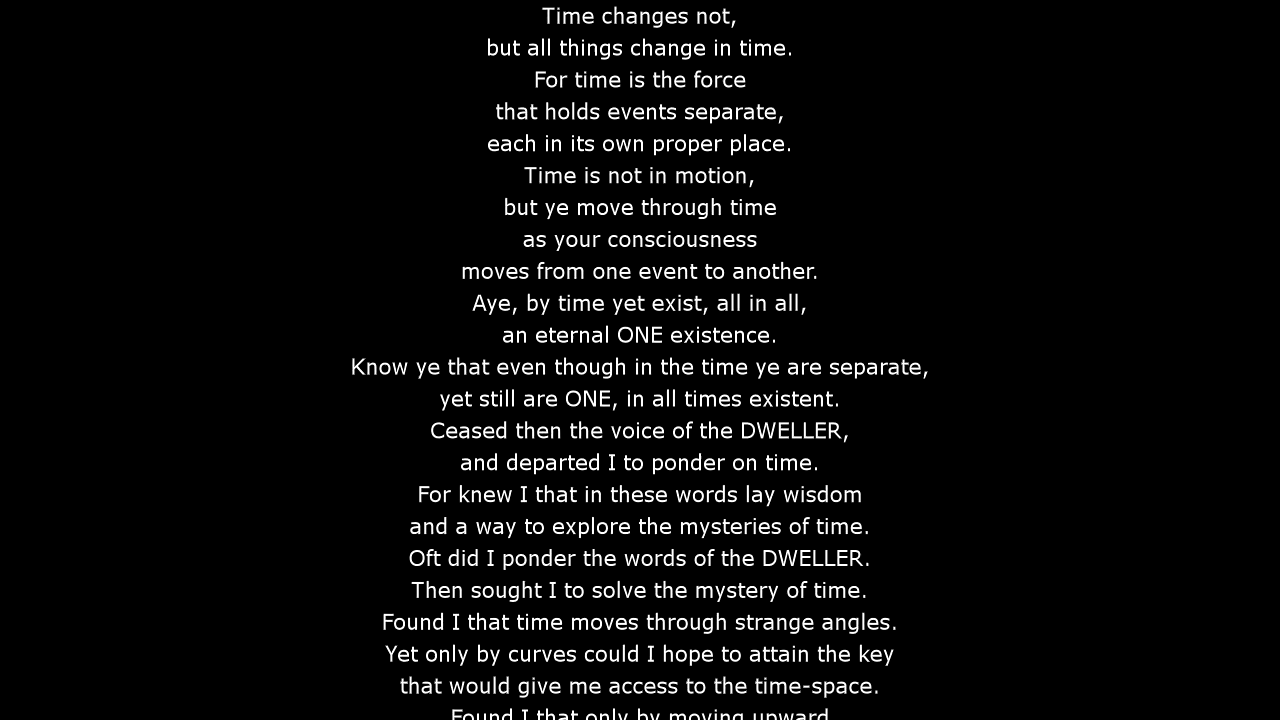 Time changes not,
but all things change in time.
For time is the force
that holds events separate,
each in its own proper place.
Time is not in motion,
but ye move through time
as your consciousness
moves from one event to another.
Aye, by time yet exist, all in all,
an eternal ONE existence.
Know ye that even though in the time ye are separate,
yet still are ONE, in all times existent.
Ceased then the voice of the DWELLER,
and departed I to ponder on time.
For knew I that in these words lay wisdom
and a way to explore the mysteries of time.
Oft did I ponder the words of the DWELLER.
Then sought I to solve the mystery of time.
Found I that time moves through strange angles.
Yet only by curves could I hope to attain the key
that would give me access to the time-space.
Found I that only by moving upward